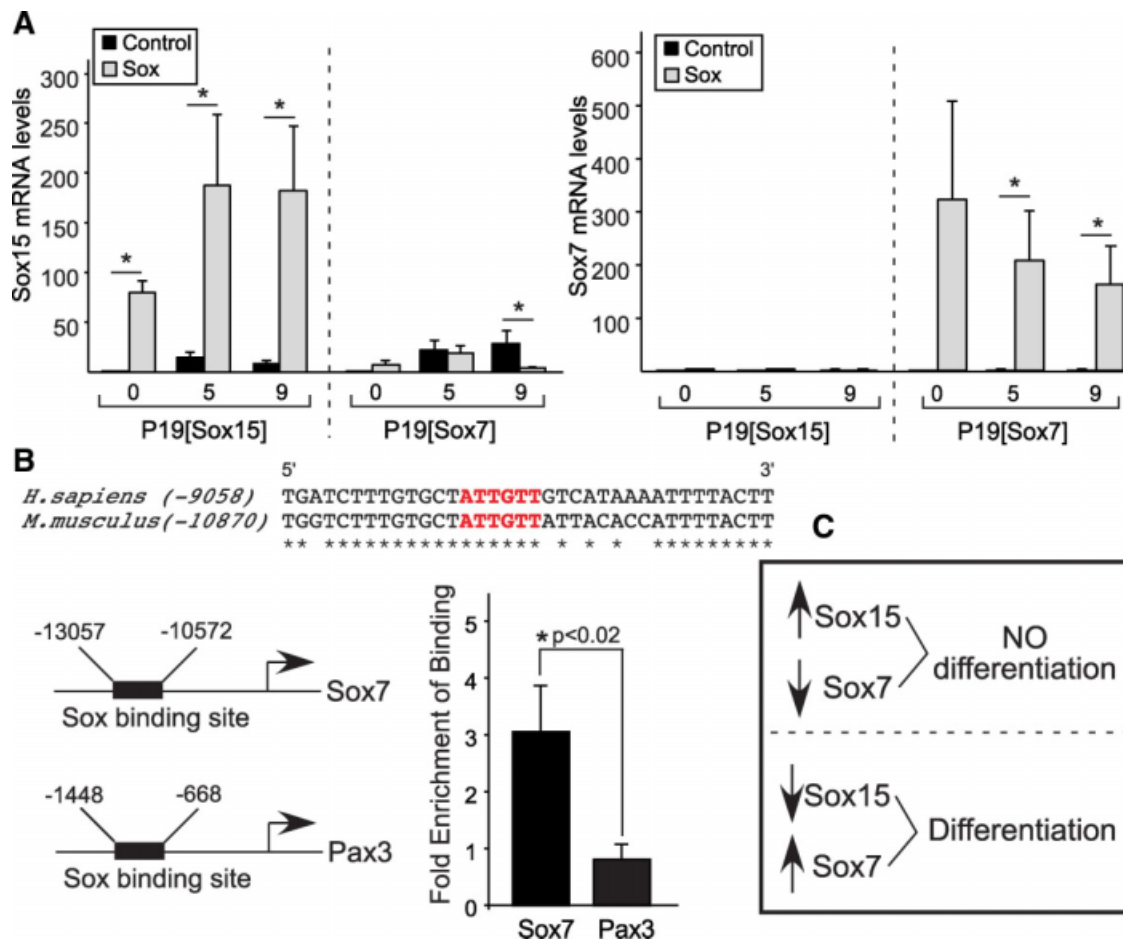 A
Control
Sox
Sox15 mRNA levels
300
250
200
150
100
50
*
*
*
*
0 5 9 0 5 9
P19[Sox15] P19[Sox7]
Control
Sox
Sox7 mRNA levels
600
500
400
300
200
100
*
*
0 5 9 0 5 9
P19[Sox15] P19[Sox7]
B
5' 3'
H.sapiens (-9058) TGATCTTTGTGCTATTGTTGTCATAAAATTTTACTT
M.musculus(-10870) TGGTCTTTGTGCTATTGTTATTACACCATTTTACTT
** **************** * * * *********
-13057 -10572
Sox7
Sox binding site
-1448 -668
Pax3
Sox binding site
Fold Enrichment of Binding
5
4
3
2
1
0
* p<0.02
Sox7 Pax3
C
Sox15
Sox7
NO
differentiation
Sox15
Sox7
Differentiation